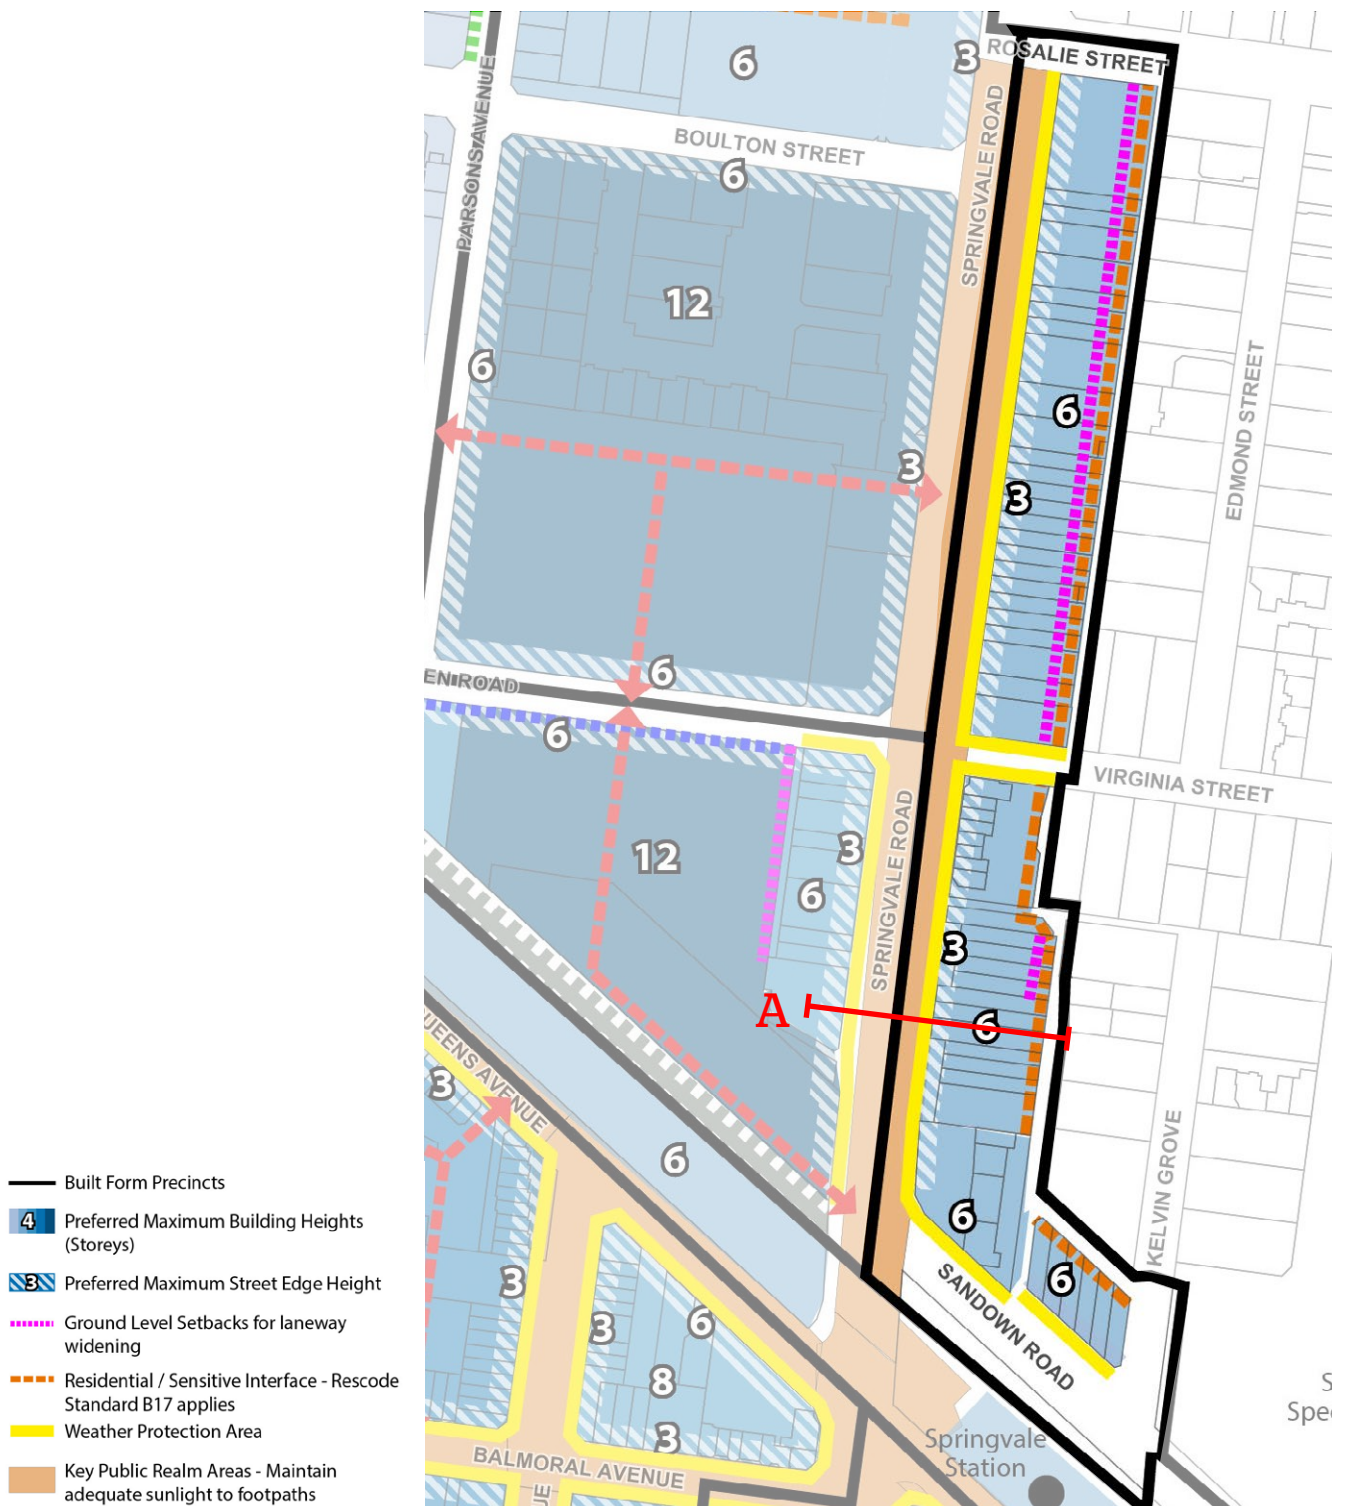 6
3
ROSALIE STREET
PARSONS AVENUE
BOULTON STREET
SPRINGVALE ROAD
6
12
6
6
EDMOND STREET
3
3
6
EN ROAD
6
VIRGINIA STREET
12
3
6
SPRINGVALE ROAD
3
A
6
UEENS AVENUE
3
6
KELVIN GROVE
6
SANDOWN ROAD
6
3
3
6
8
3
BALMORAL AVENUE
UE
Springvale
Station
S
Spe
Built Form Precincts
4
Preferred Maximum Building Heights
(Storeys)
3
Preferred Maximum Street Edge Height
Ground Level Setbacks for laneway
widening
Residential / Sensitive Interface - Rescode
Standard B17 applies
Weather Protection Area
Key Public Realm Areas - Maintain
adequate sunlight to footpaths